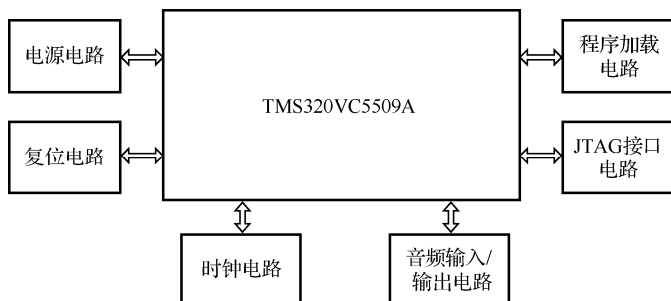 电源电路
程序加载
电路
TMS320VC5509A
复位电路
JTAG接口
电路
时钟电路
音频输入/
输出电路